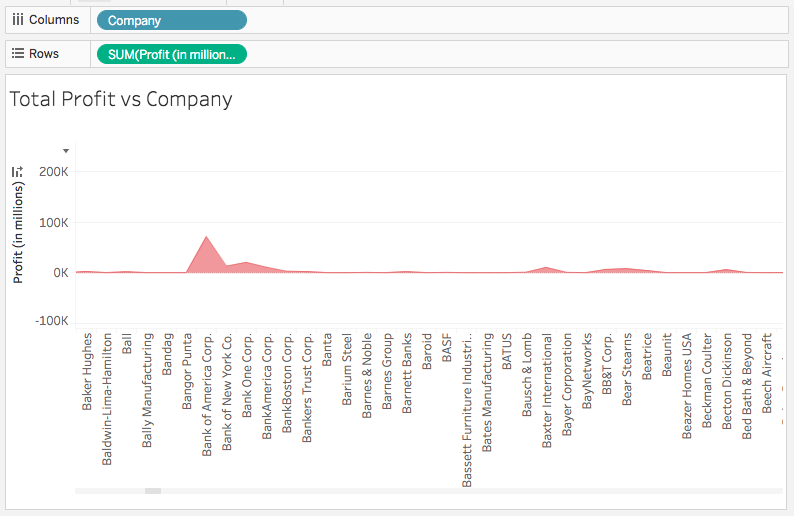 Columns
Company
Rows
SUM(Profit (in million...
Total Profit vs Company
Profit (in millions)
200K
100K
0K
-100K
Baker Hughes
Baldwin-Lima-Hamilton
Ball
Bally Manufacturing
Bandag
Bangor Punta
Bank of America Corp.
Bank of New York Co.
Bank One Corp.
BankAmerica Corp.
BankBoston Corp.
Bankers Trust Corp.
Banta
Barium Steel
Barnes & Noble
Barnes Group
Barnett Banks
Baroid
BASF
Bassett Furniture Industri..
Bates Manufacturing
BATUS
Bausch & Lomb
Baxter International
Bayer Corporation
BayNetworks
BB&T Corp.
Bear Stearns
Beatrice
Beaunit
Beazer Homes USA
Beckman Coulter
Becton Dickinson
Bed Bath & Beyond
Beech Aircraft